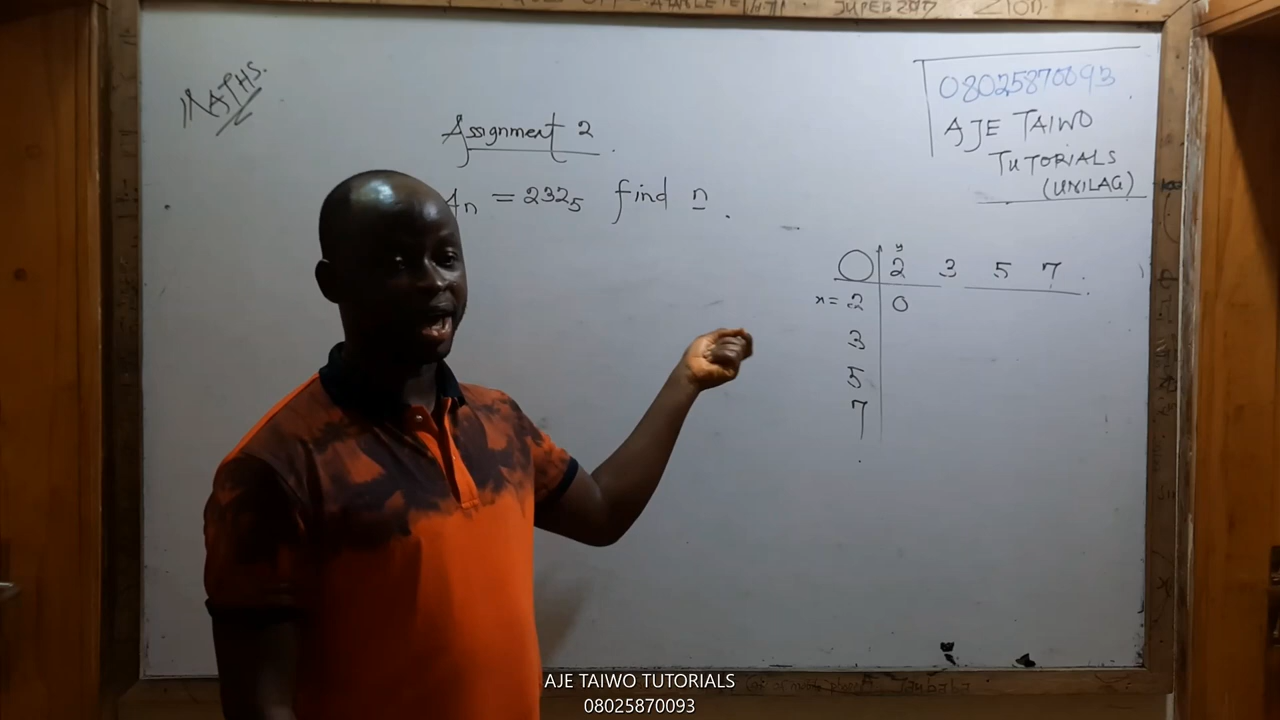 MATHS.
08025870093
AJE TAIWO
TUTORIALS
(UNILAG)
Assignment 2
4n = 232₅ find n.
y
2 3 5 7
x = 2 0
3
5
7
AJE TAIWO TUTORIALS
08025870093